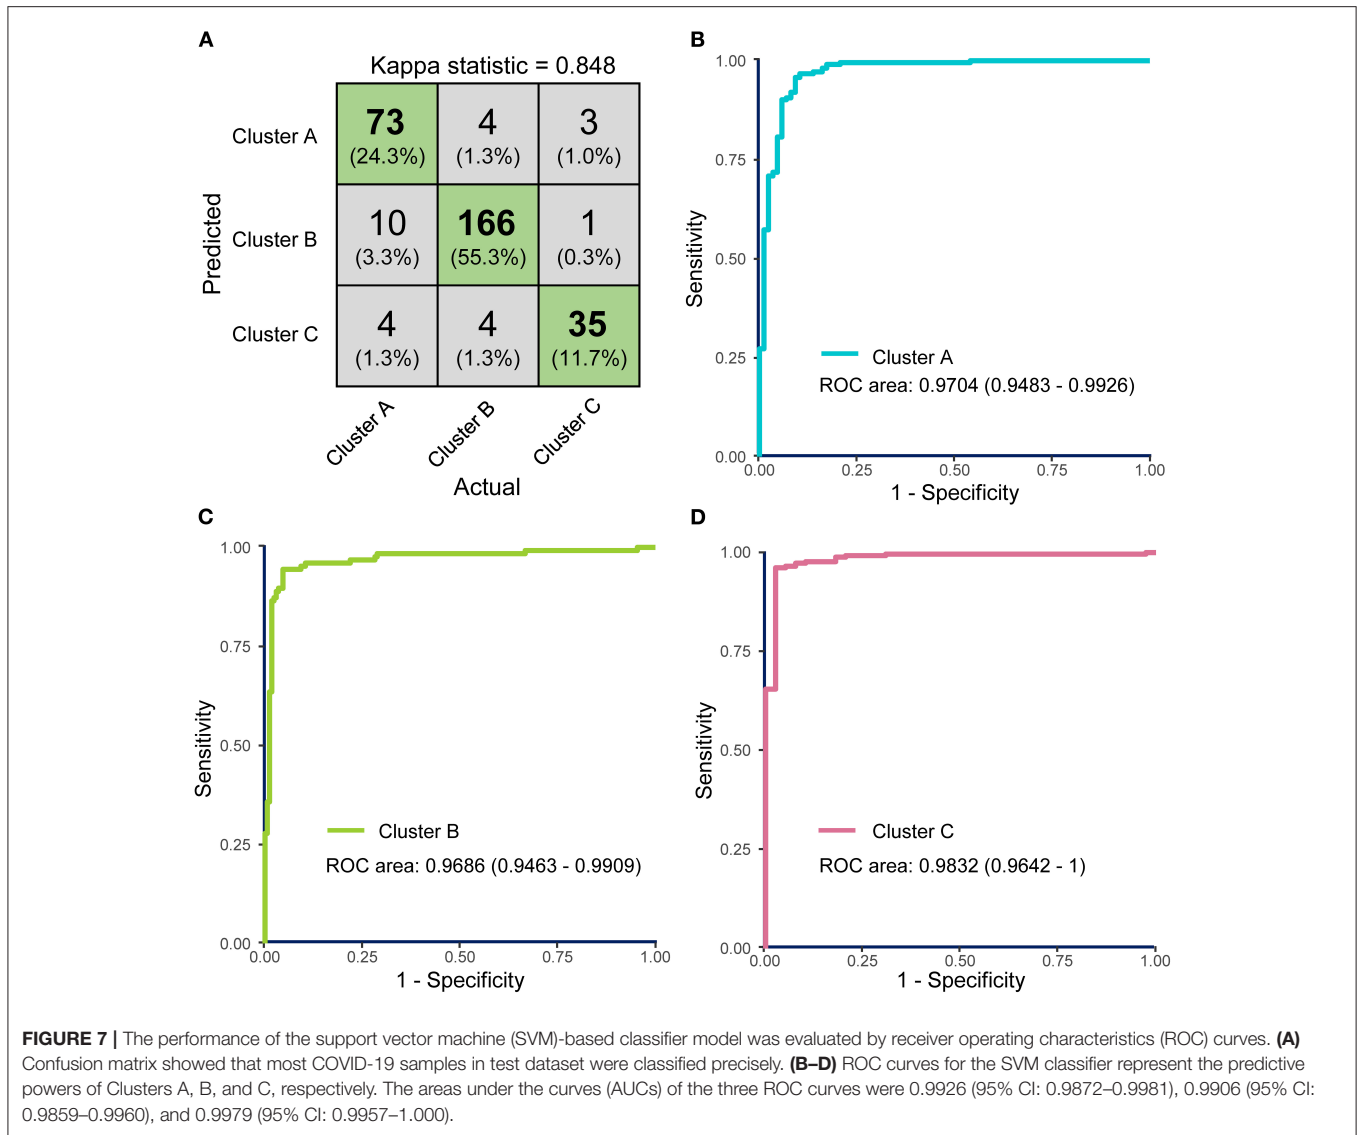 A
Kappa statistic = 0.848
Predicted
Cluster A
73
(24.3%)
4
(1.3%)
3
(1.0%)
Cluster B
10
(3.3%)
166
(55.3%)
1
(0.3%)
Cluster C
4
(1.3%)
4
(1.3%)
35
(11.7%)
Cluster A
Cluster B
Cluster C
Actual
B
1.00
0.75
0.50
0.25
0.00
Sensitivity
Cluster A
ROC area: 0.9704 (0.9483 - 0.9926)
0.00
0.25
0.50
0.75
1.00
1 - Specificity
C
1.00
0.75
0.50
0.25
0.00
Sensitivity
Cluster B
ROC area: 0.9686 (0.9463 - 0.9909)
0.00
0.25
0.50
0.75
1.00
1 - Specificity
D
1.00
0.75
0.50
0.25
0.00
Sensitivity
Cluster C
ROC area: 0.9832 (0.9642 - 1)
0.00
0.25
0.50
0.75
1.00
1 - Specificity
FIGURE 7 | The performance of the support vector machine (SVM)-based classifier model was evaluated by receiver operating characteristics (ROC) curves. (A)
Confusion matrix showed that most COVID-19 samples in test dataset were classified precisely. (B–D) ROC curves for the SVM classifier represent the predictive
powers of Clusters A, B, and C, respectively. The areas under the curves (AUCs) of the three ROC curves were 0.9926 (95% CI: 0.9872–0.9981), 0.9906 (95% CI:
0.9859–0.9960), and 0.9979 (95% CI: 0.9957–1.000).